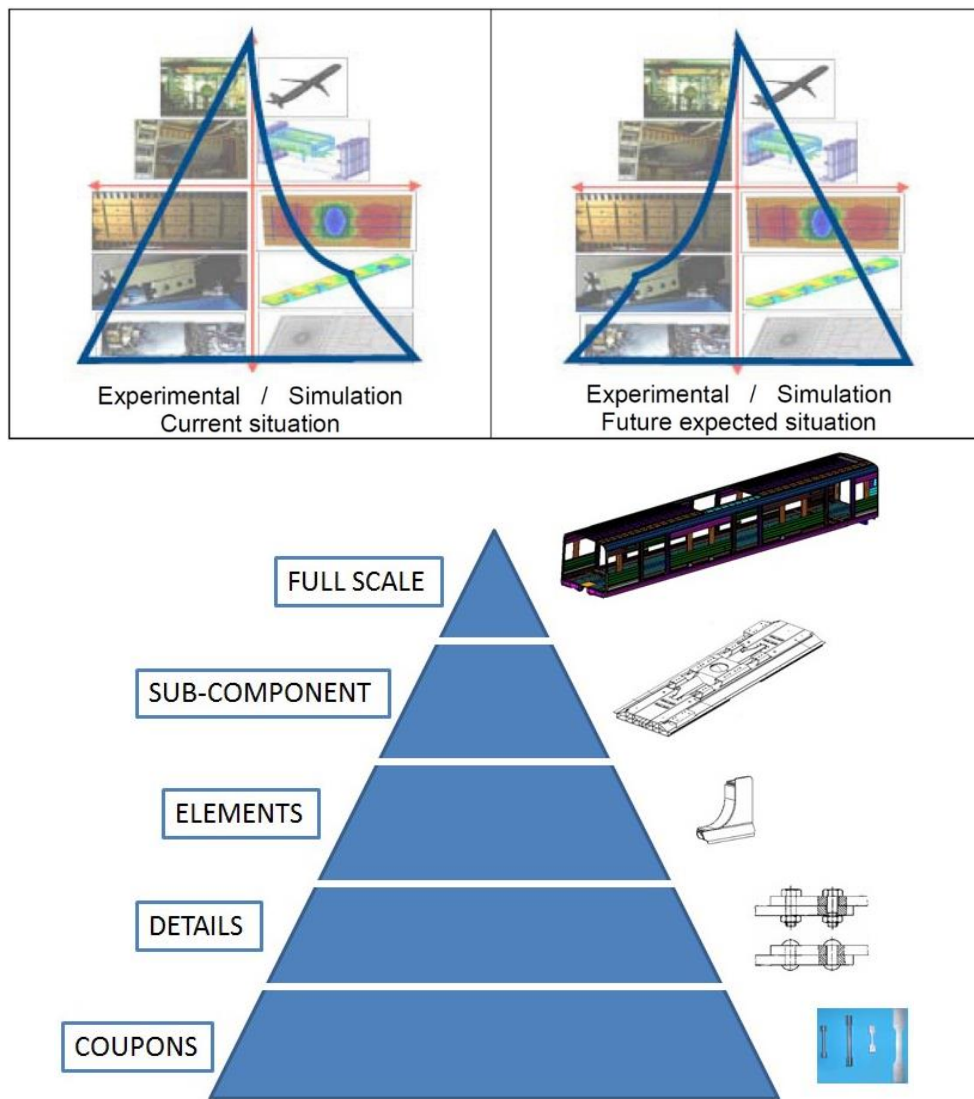 Experimental / Simulation
Current situation
Experimental / Simulation
Future expected situation
FULL SCALE
SUB-COMPONENT
ELEMENTS
DETAILS
COUPONS